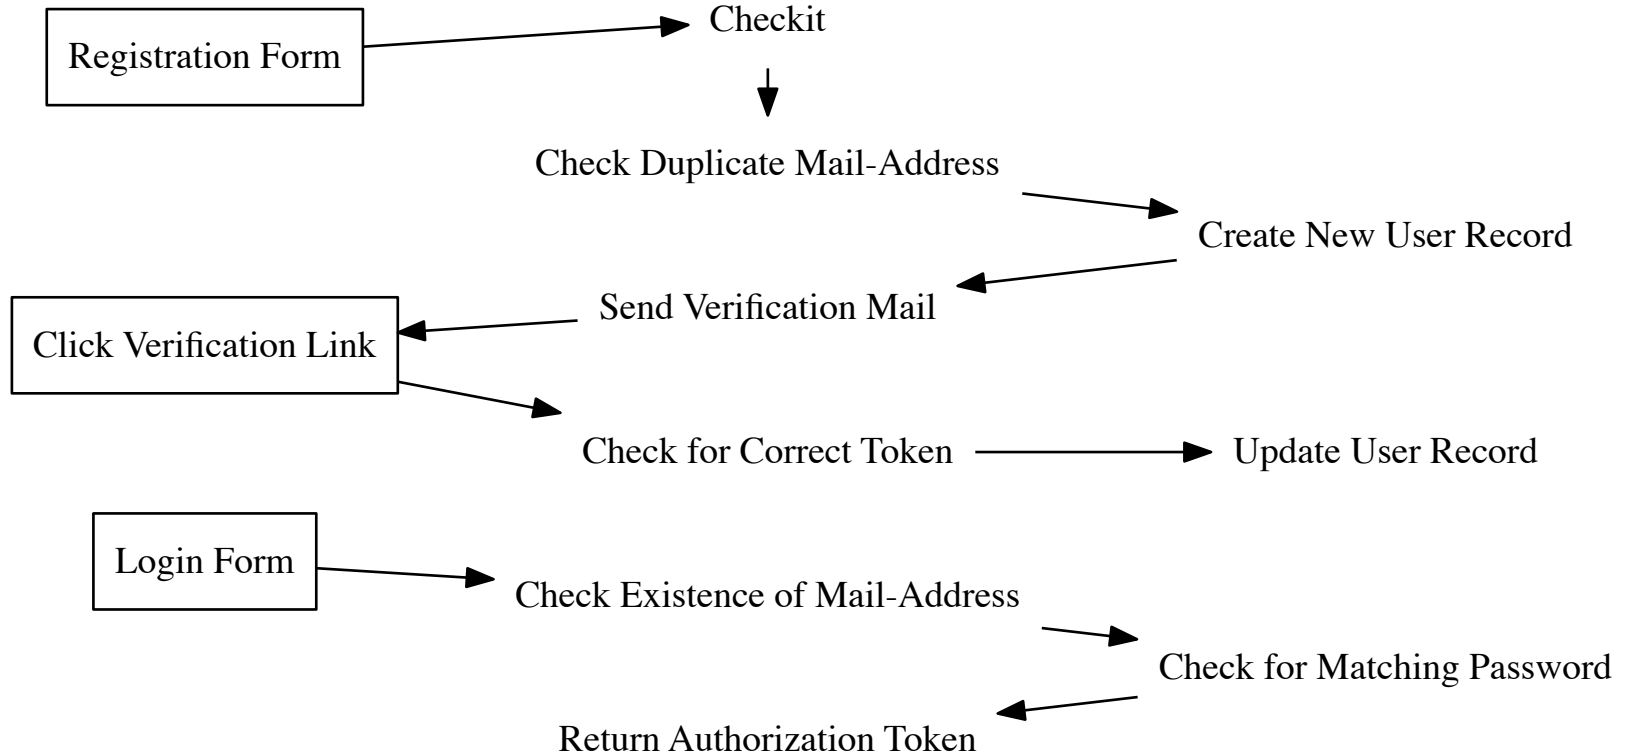 Registration Form
Checkit
Check Duplicate Mail-Address
Create New User Record
Send Verification Mail
Click Verification Link
Check for Correct Token
Update User Record
Login Form
Check Existence of Mail-Address
Check for Matching Password
Return Authorization Token